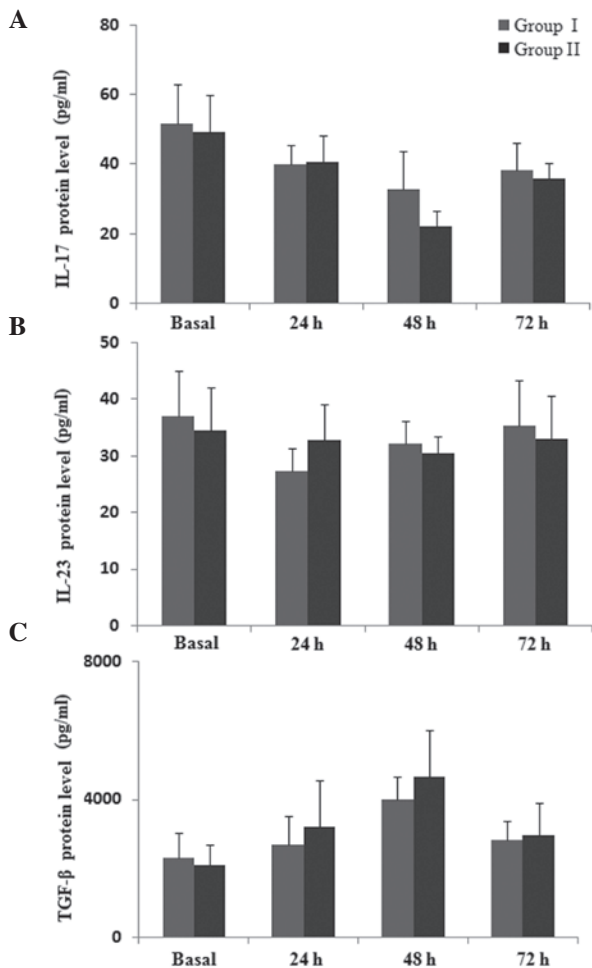 A
80
60
40
20
0
IL-17 protein level (pg/ml)
Group I
Group II
Basal 24 h 48 h 72 h
B
50
40
30
20
10
0
IL-23 protein level (pg/ml)
Basal 24 h 48 h 72 h
C
8000
4000
0
TGF-β protein level (pg/ml)
Basal 24 h 48 h 72 h